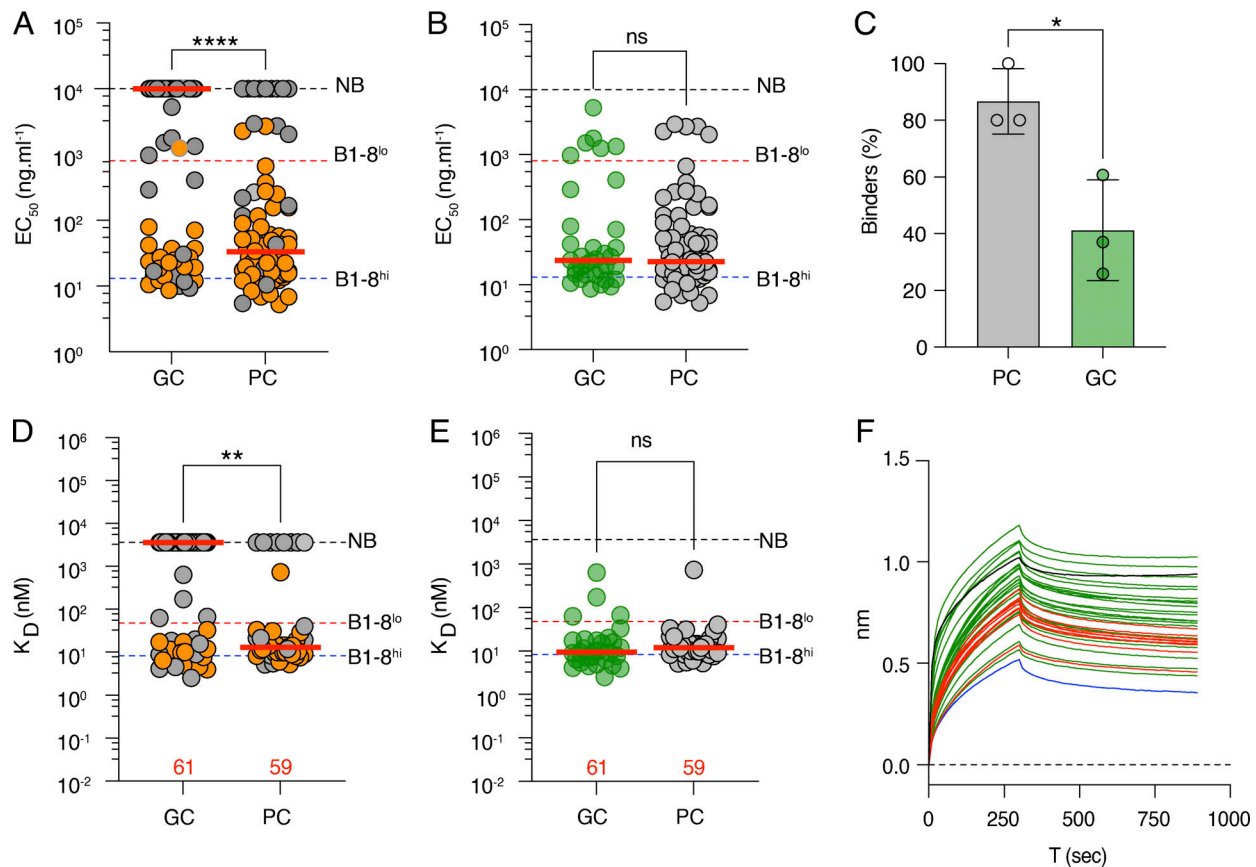 A
EC50 (ng.ml-1)
10^5
10^4
10^3
10^2
10^1
10^0
****
NB
B1-8lo
B1-8hi
GC PC
B
EC50 (ng.ml-1)
10^5
10^4
10^3
10^2
10^1
10^0
ns
NB
B1-8lo
B1-8hi
GC PC
C
Binders (%)
100
80
60
40
20
0
*
PC GC
D
KD (nM)
10^6
10^5
10^4
10^3
10^2
10^1
10^0
10^-1
10^-2
**
NB
B1-8lo
B1-8hi
61 59
GC PC
E
KD (nM)
10^6
10^5
10^4
10^3
10^2
10^1
10^0
10^-1
10^-2
ns
NB
B1-8lo
B1-8hi
61 59
GC PC
F
nm
1.5
1.0
0.5
0.0
0 250 500 750 1000
T (sec)